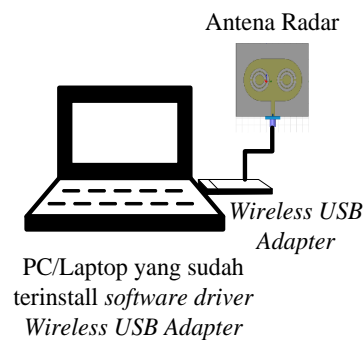 Antena Radar
Wireless USB
Adapter
PC/Laptop yang sudah
terinstall software driver
Wireless USB Adapter